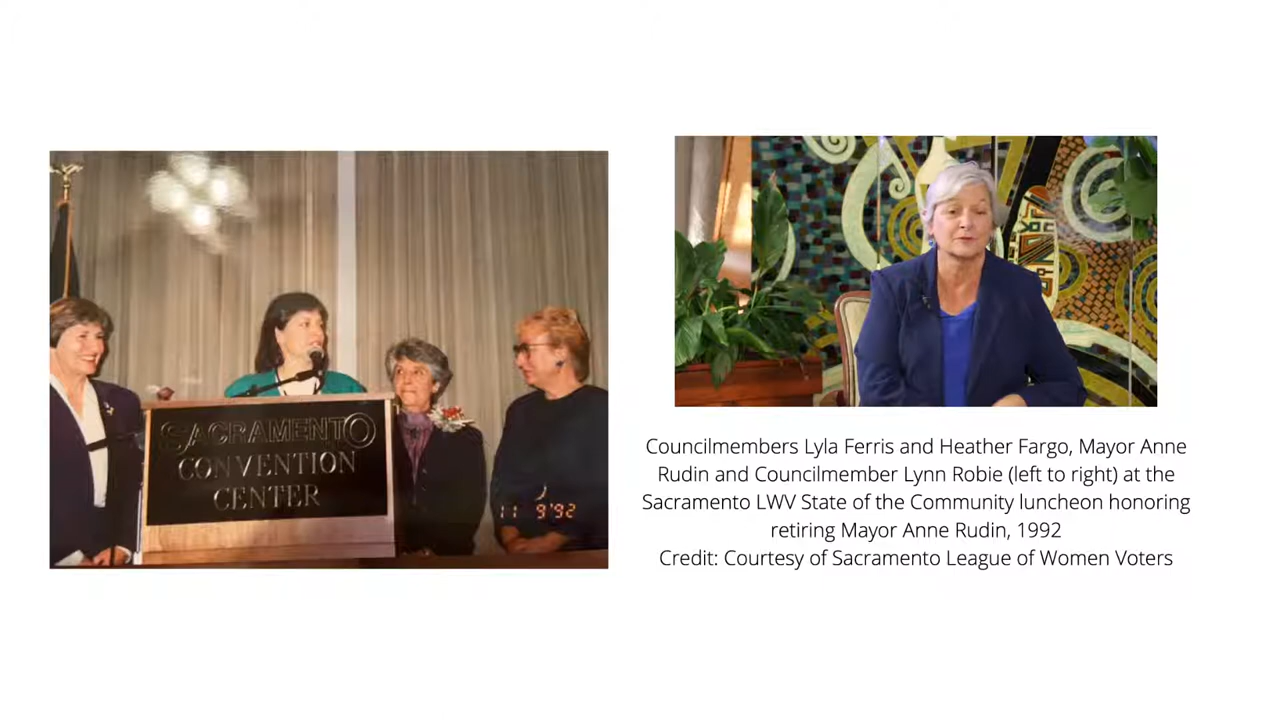 SACRAMENTO
CONVENTION
CENTER
11 9'92
Councilmembers Lyla Ferris and Heather Fargo, Mayor Anne
Rudin and Councilmember Lynn Robie (left to right) at the
Sacramento LWV State of the Community luncheon honoring
retiring Mayor Anne Rudin, 1992
Credit: Courtesy of Sacramento League of Women Voters